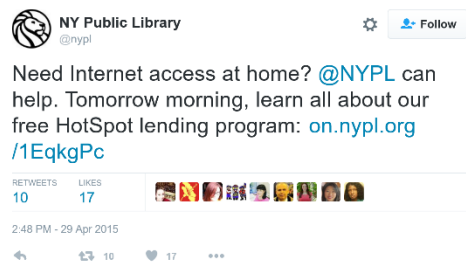 NY Public Library
@nypl
Follow
Need Internet access at home? @NYPL can
help. Tomorrow morning, learn all about our
free HotSpot lending program: on.nypl.org
/1EqkgPc
RETWEETS LIKES
10 17
2:48 PM - 29 Apr 2015
10 17